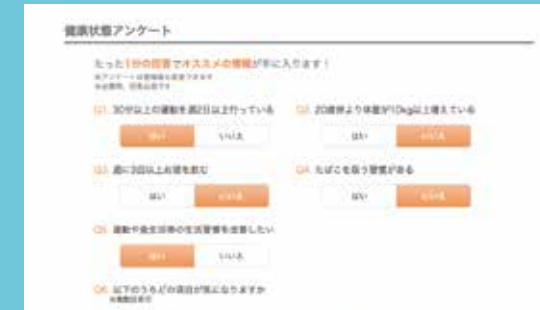 健康状態アンケート
たった1分の回答でオススメの情報が手に入ります！
Q1. 30分以上の運動を週2日以上行っている
はい いいえ
Q2. 20歳時より体重が10kg以上増えている
はい いいえ
Q3. 週に3回以上お酒を飲む
はい いいえ
Q4. たばこを吸う習慣がある
はい いいえ
Q5. 運動や食生活等の生活習慣を改善したい
はい いいえ
Q6. 以下のうちどの項目が気になりますか
※複数回答可